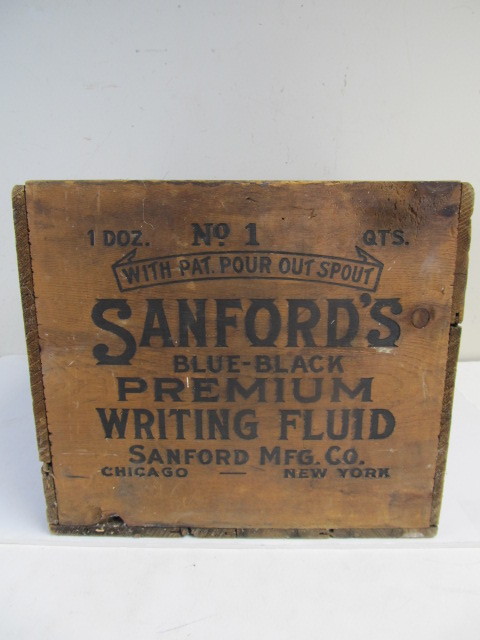 1 DOZ. Nº 1 QTS.
WITH PAT. POUR OUT SPOUT
SANFORD'S
BLUE-BLACK
PREMIUM
WRITING FLUID
SANFORD MFG. CO.
CHICAGO — NEW YORK